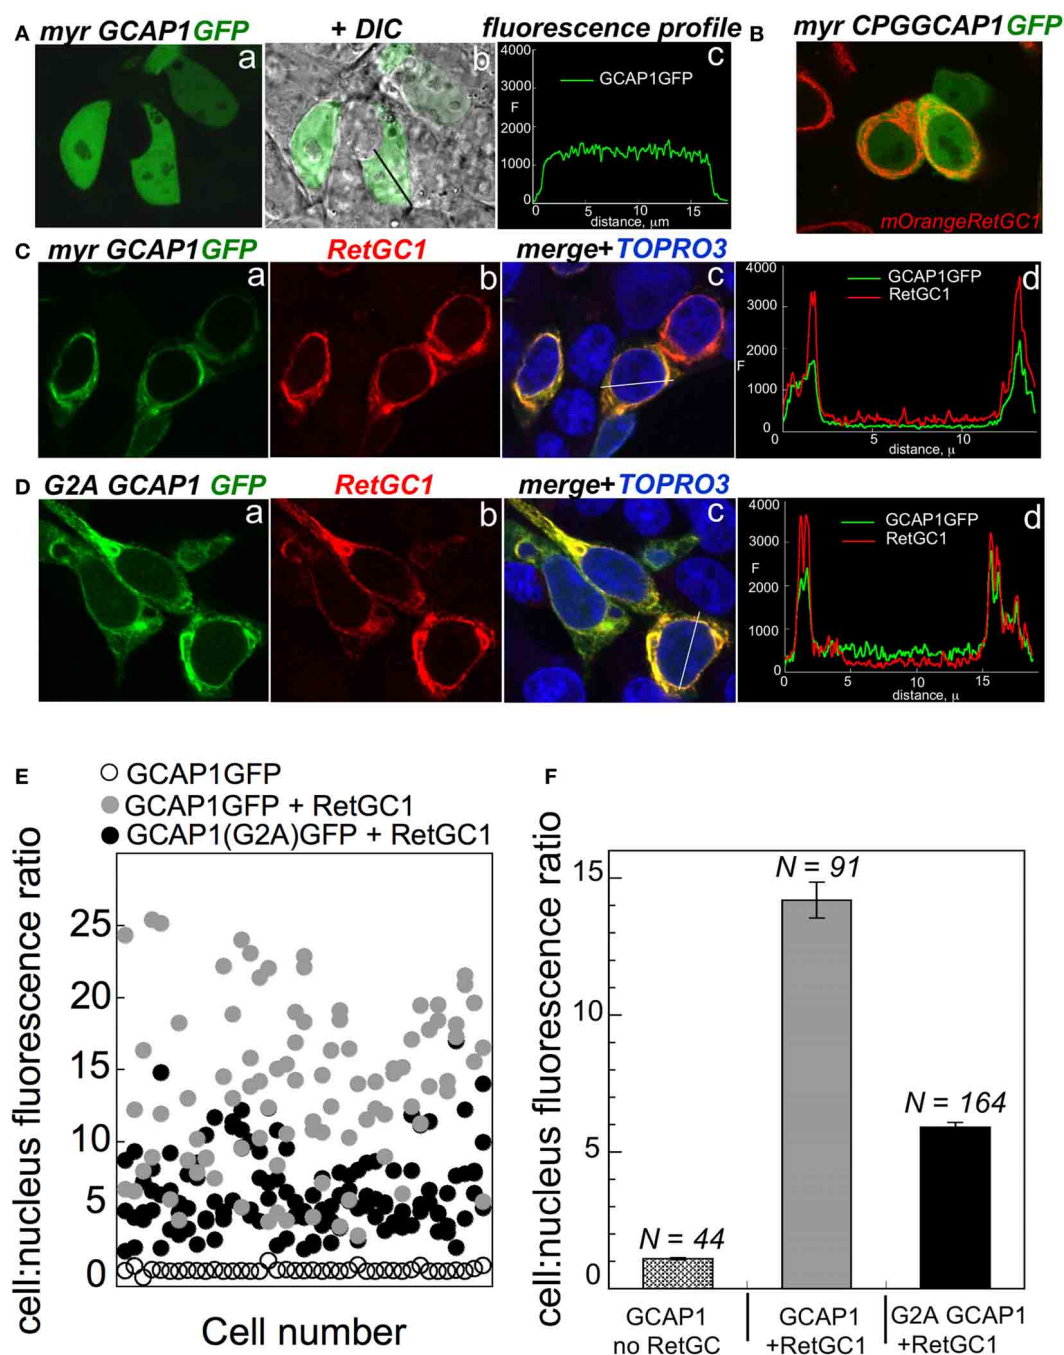 A myr GCAP1GFP + DIC fluorescence profile B myr CPGGCAP1GFP
a b c
4000
F
3000
2000
1000
0
GCAP1GFP
0 5 10 15
distance, µm
mOrangeRetGC1
C myr GCAP1GFP RetGC1 merge+TOPRO3
a b c d
4000
3000
F
2000
1000
0
GCAP1GFP
RetGC1
0 5 10
distance, µ
D G2A GCAP1 GFP RetGC1 merge+TOPRO3
a b c d
4000
3000
F
2000
1000
0
GCAP1GFP
RetGC1
0 5 10 15
distance, µ
E
GCAP1GFP
GCAP1GFP + RetGC1
GCAP1(G2A)GFP + RetGC1
cell:nucleus fluorescence ratio
25
20
15
10
5
0
Cell number
F
cell:nucleus fluorescence ratio
15
10
5
0
N = 44
N = 91
N = 164
GCAP1
no RetGC
GCAP1
+RetGC1
G2A GCAP1
+RetGC1